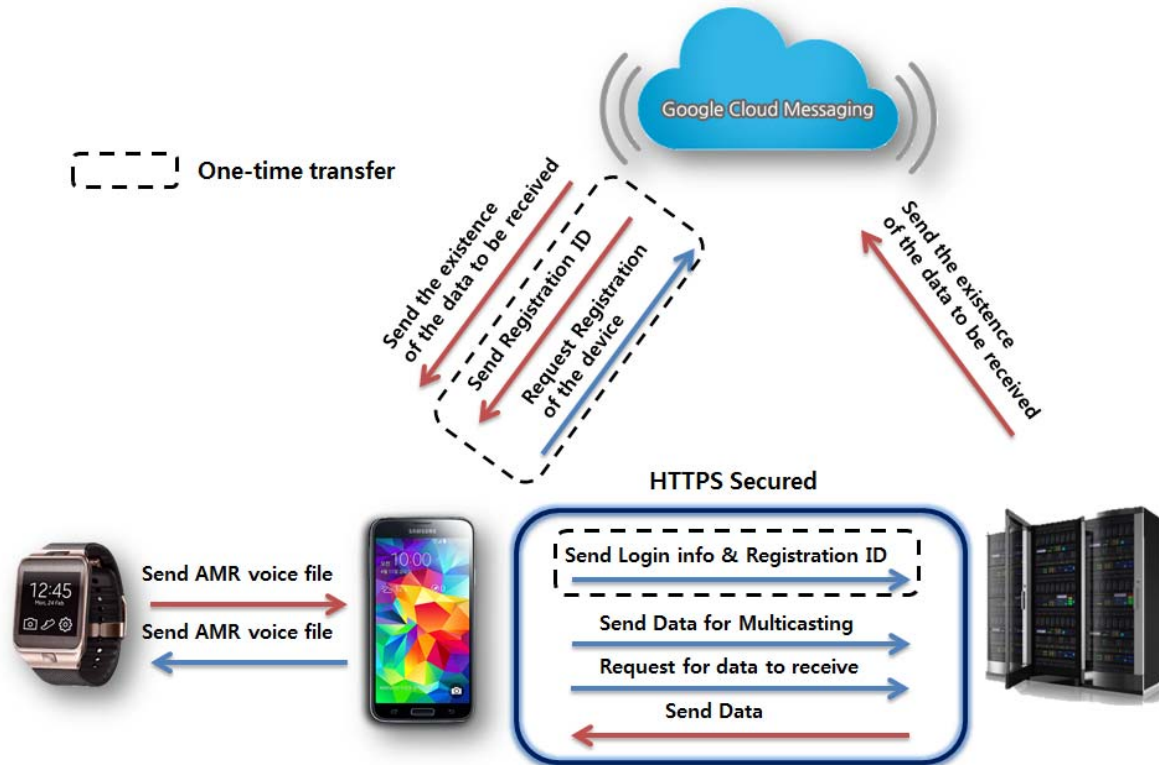 Google Cloud Messaging
One-time transfer
Send the existence
of the data to be received
Send Registration ID
Request Registration
of the device
Send the existence
of the data to be received
HTTPS Secured
Send Login info & Registration ID
Send AMR voice file
Send AMR voice file
Send Data for Multicasting
Request for data to receive
Send Data
12:45
Mon, 24 Feb
SAMSUNG
10:00